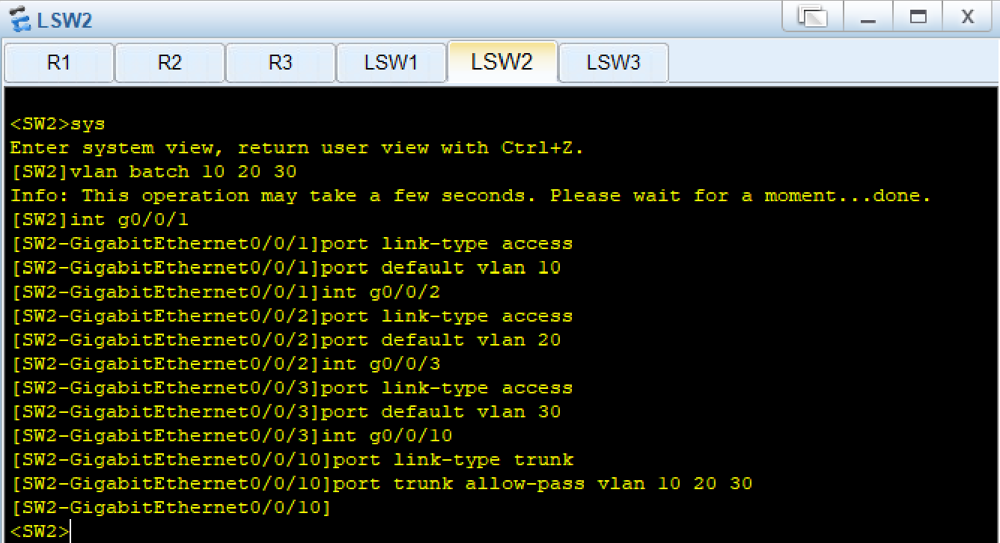 LSW2
X
R1 R2 R3 LSW1 LSW2 LSW3
<SW2>sys
Enter system view, return user view with Ctrl+Z.
[SW2]vlan batch 10 20 30
Info: This operation may take a few seconds. Please wait for a moment...done.
[SW2]int g0/0/1
[SW2-GigabitEthernet0/0/1]port link-type access
[SW2-GigabitEthernet0/0/1]port default vlan 10
[SW2-GigabitEthernet0/0/1]int g0/0/2
[SW2-GigabitEthernet0/0/2]port link-type access
[SW2-GigabitEthernet0/0/2]port default vlan 20
[SW2-GigabitEthernet0/0/2]int g0/0/3
[SW2-GigabitEthernet0/0/3]port link-type access
[SW2-GigabitEthernet0/0/3]port default vlan 30
[SW2-GigabitEthernet0/0/3]int g0/0/10
[SW2-GigabitEthernet0/0/10]port link-type trunk
[SW2-GigabitEthernet0/0/10]port trunk allow-pass vlan 10 20 30
[SW2-GigabitEthernet0/0/10]
<SW2>